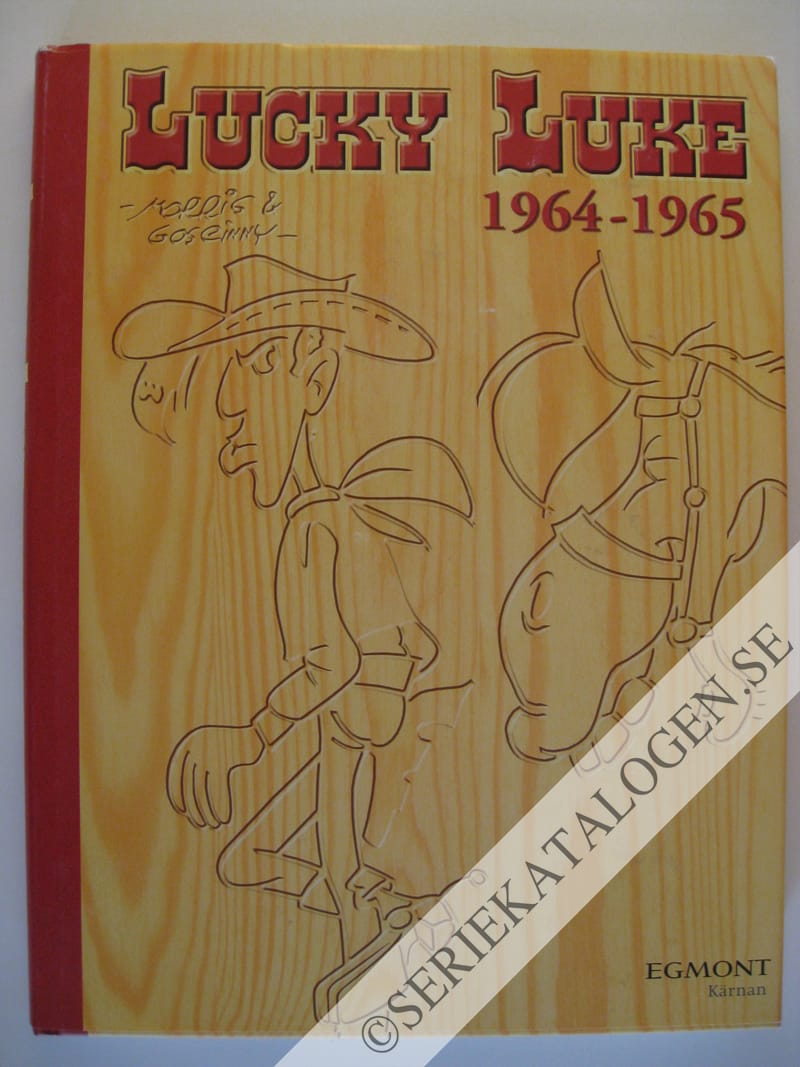 LUCKY LUKE
1964-1965
-MORRIS &
GOSCINNY-
EGMONT
Kärnan
©SERIEKATALOGEN.SE